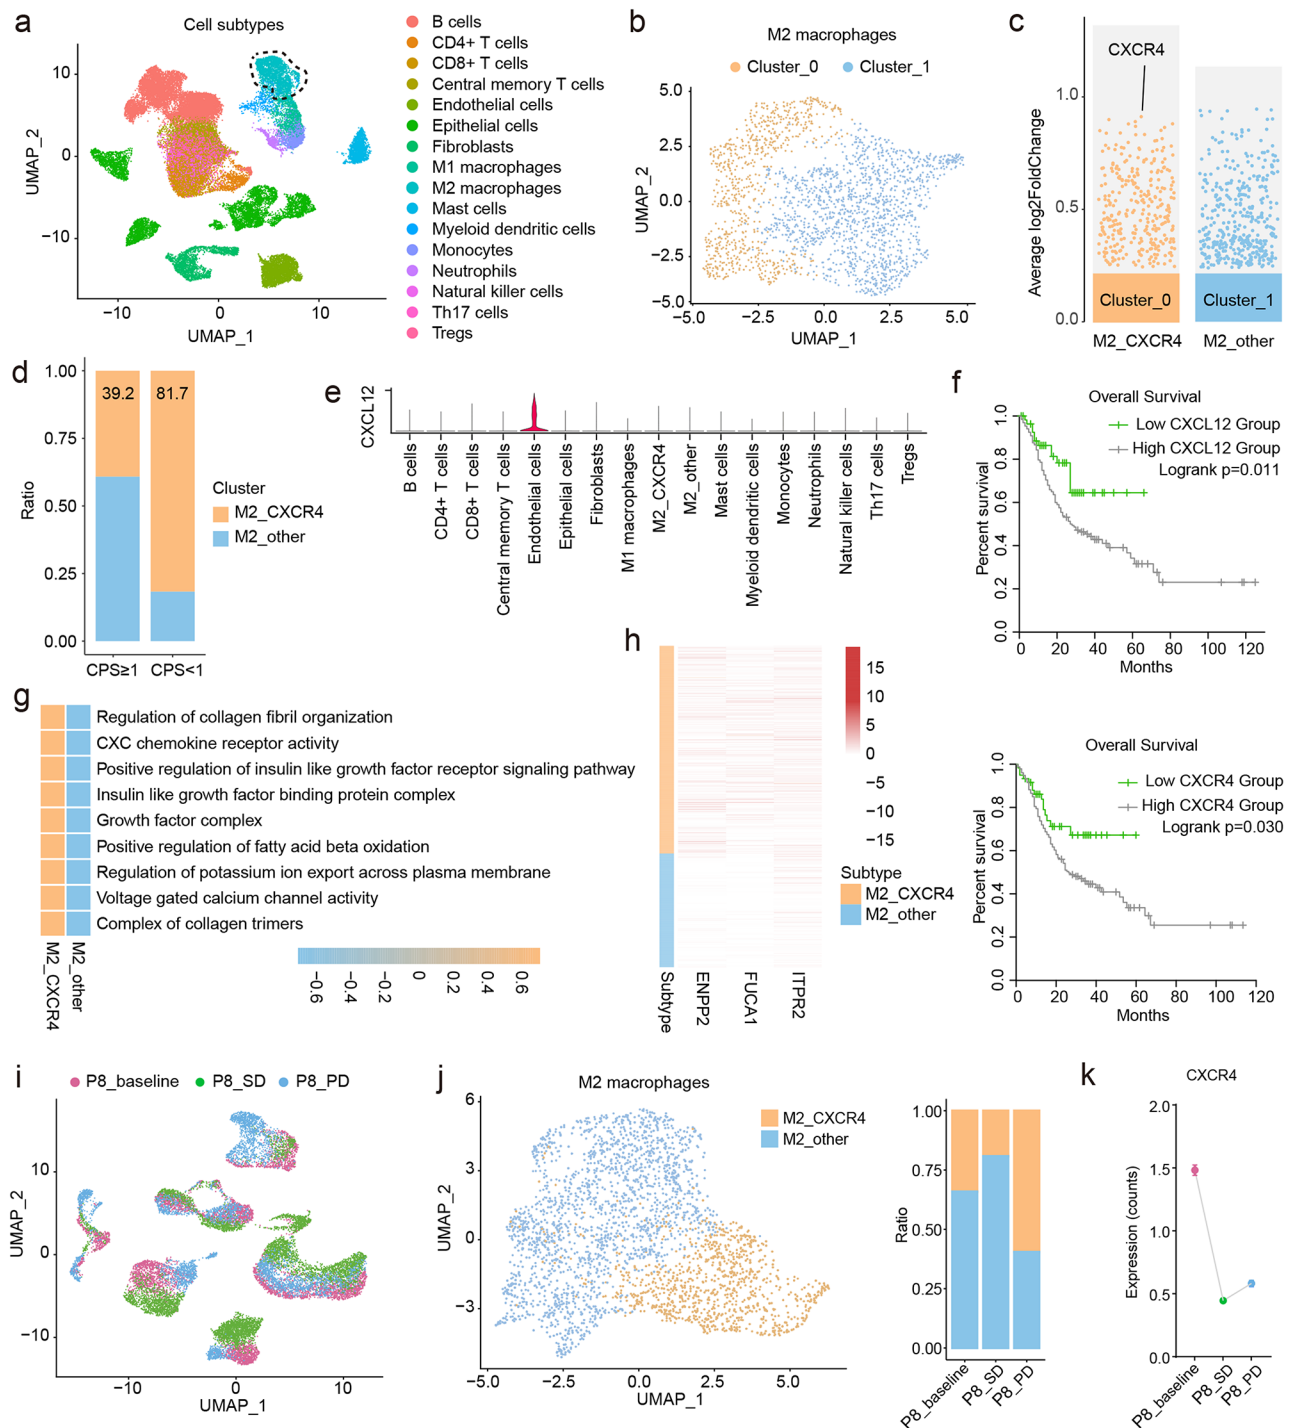 a
Cell subtypes
UMAP_2
10
0
−10
−10
0
10
UMAP_1
B cells
CD4+ T cells
CD8+ T cells
Central memory T cells
Endothelial cells
Epithelial cells
Fibroblasts
M1 macrophages
M2 macrophages
Mast cells
Myeloid dendritic cells
Monocytes
Neutrophils
Natural killer cells
Th17 cells
Tregs
b
M2 macrophages
Cluster_0
Cluster_1
UMAP_2
5.0
2.5
0.0
−2.5
−5.0
−5.0
−2.5
0.0
2.5
5.0
UMAP_1
c
Average log2FoldChange
1.0
0.5
0.0
CXCR4
Cluster_0
Cluster_1
M2_CXCR4
M2_other
d
Ratio
1.00
0.75
0.50
0.25
0.00
39.2
81.7
CPS≥1
CPS<1
Cluster
M2_CXCR4
M2_other
e
CXCL12
B cells
CD4+ T cells
CD8+ T cells
Central memory T cells
Endothelial cells
Epithelial cells
Fibroblasts
M1 macrophages
M2_CXCR4
M2_other
Mast cells
Myeloid dendritic cells
Monocytes
Neutrophils
Natural killer cells
Th17 cells
Tregs
f
Overall Survival
Low CXCL12 Group
High CXCL12 Group
Logrank p=0.011
Percent survival
1.0
0.8
0.6
0.4
0.2
0.0
0
20
40
60
80
100
120
Months
Overall Survival
Low CXCR4 Group
High CXCR4 Group
Logrank p=0.030
Percent survival
1.0
0.8
0.6
0.4
0.2
0.0
0
20
40
60
80
100
120
Months
g
Regulation of collagen fibril organization
CXC chemokine receptor activity
Positive regulation of insulin like growth factor receptor signaling pathway
Insulin like growth factor binding protein complex
Growth factor complex
Positive regulation of fatty acid beta oxidation
Regulation of potassium ion export across plasma membrane
Voltage gated calcium channel activity
Complex of collagen trimers
M2_CXCR4
M2_other
−0.6
−0.4
−0.2
0
0.2
0.4
0.6
h
15
10
5
0
−5
−10
−15
Subtype
M2_CXCR4
M2_other
Subtype
ENPP2
FUCA1
ITPR2
i
P8_baseline
P8_SD
P8_PD
UMAP_2
10
0
−10
−10
0
10
UMAP_1
j
M2 macrophages
M2_CXCR4
M2_other
UMAP_2
6
3
0
−3
−5.0
−2.5
0.0
2.5
5.0
UMAP_1
Ratio
1.00
0.75
0.50
0.25
0.00
P8_baseline
P8_SD
P8_PD
k
CXCR4
Expression (counts)
2.0
1.5
1.0
0.5
0.0
P8_baseline
P8_SD
P8_PD